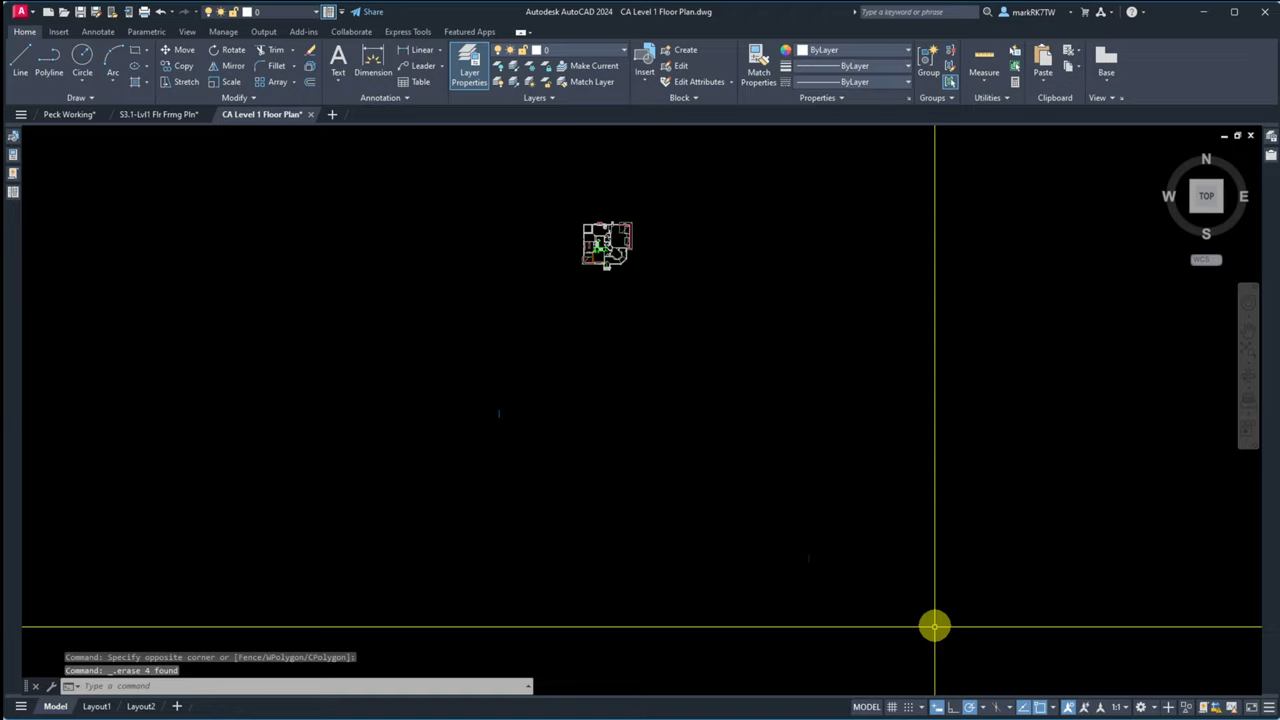 A
0
Share
Autodesk AutoCAD 2024 CA Level 1 Floor Plan.dwg
Type a keyword or phrase
markRK7TW
Home Insert Annotate Parametric View Manage Output Add-ins Collaborate Express Tools Featured Apps
Line Polyline Circle Arc
Move Rotate Trim
Copy Mirror Fillet
Stretch Scale Array
Text Dimension
Linear
Leader
Table
Layer Properties
0
Make Current
Match Layer
Insert
Create
Edit
Edit Attributes
Match Properties
ByLayer
ByLayer
ByLayer
Group
Measure
Paste
Base
Draw Modify Annotation Layers Block Properties Groups Utilities Clipboard View
Peck Working* S3.1-Lvl1 Flr Frmg Pln* CA Level 1 Floor Plan*
N
W TOP E
S
WCS
Command: Specify opposite corner or [Fence/WPolygon/CPolygon]:
Command: _.erase 4 found
Type a command
Model Layout1 Layout2 +
MODEL 1:1